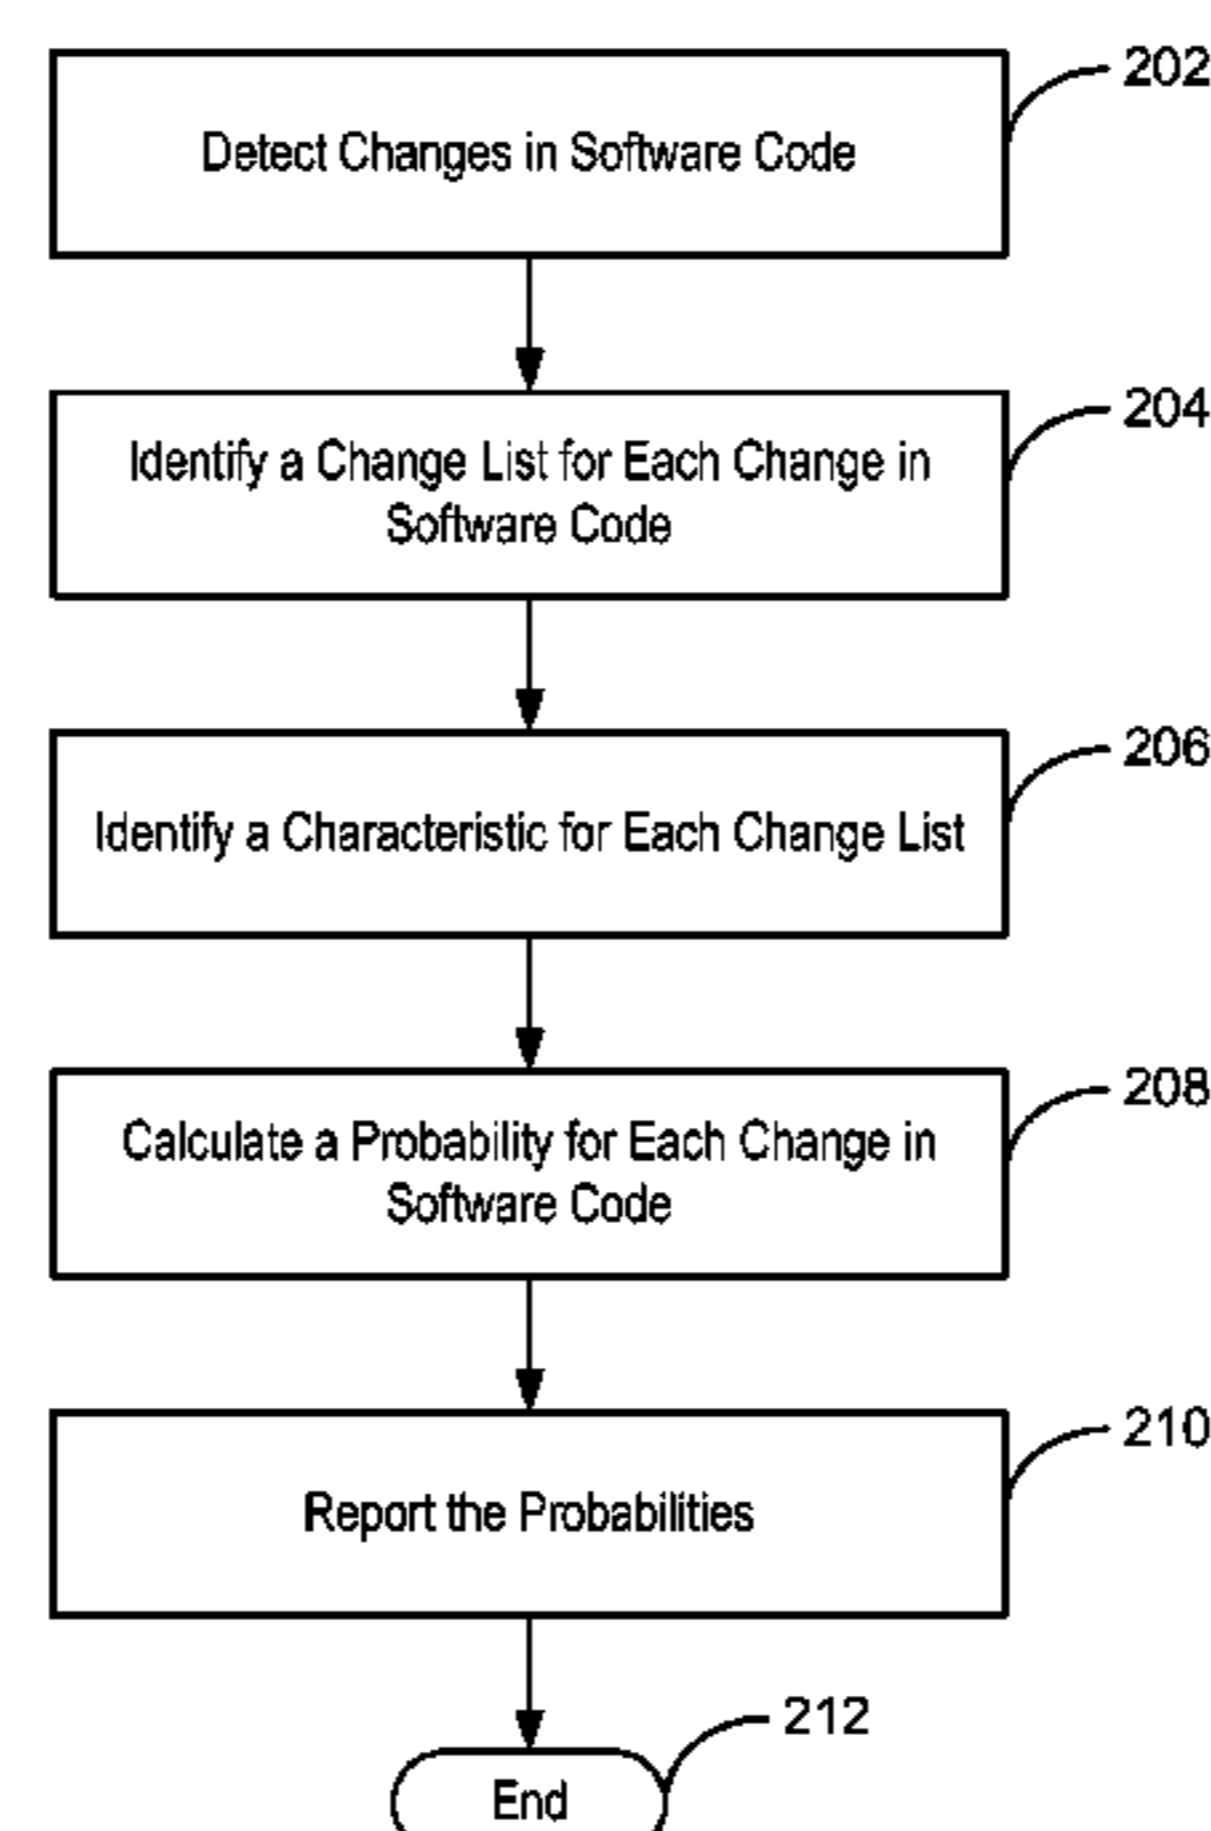 202
Detect Changes in Software Code
204
Identify a Change List for Each Change in
Software Code
206
Identify a Characteristic for Each Change List
208
Calculate a Probability for Each Change in
Software Code
210
Report the Probabilities
212
End